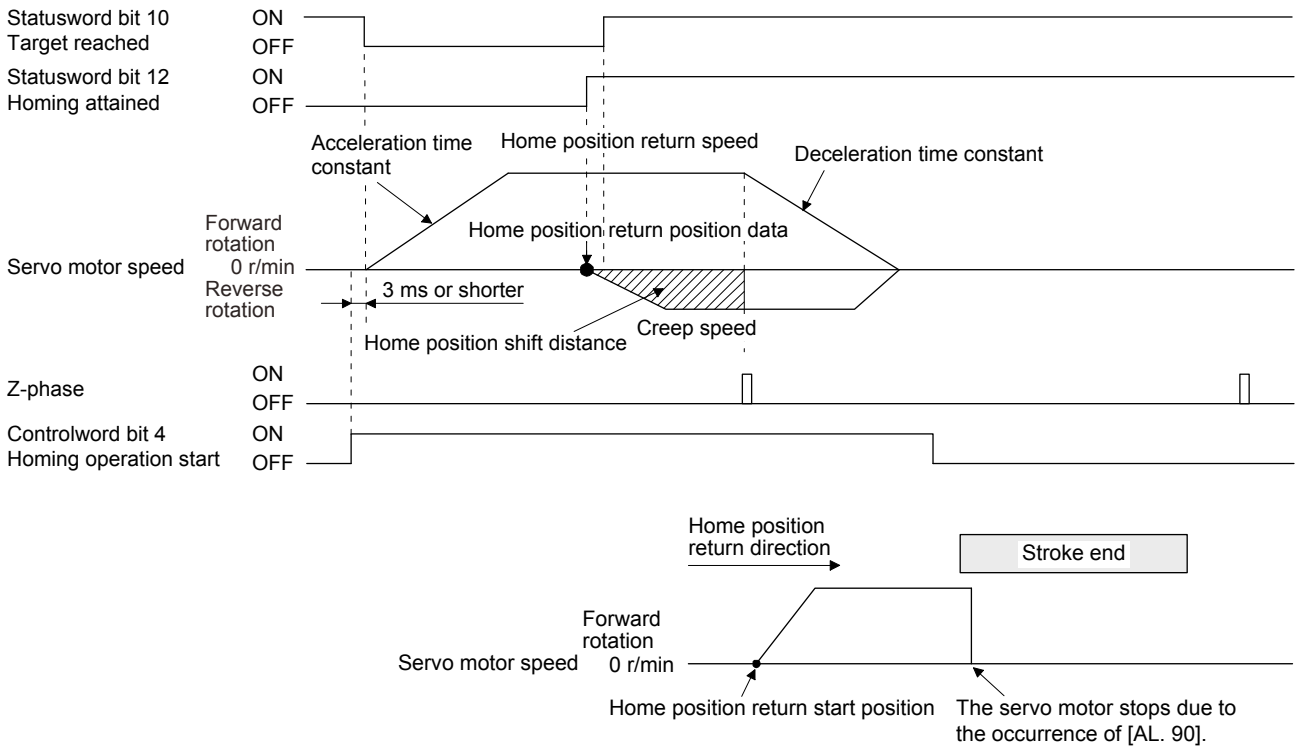 Statusword bit 10 ON
Target reached OFF
Statusword bit 12 ON
Homing attained OFF
Acceleration time
constant
Home position return speed
Deceleration time constant
Forward
rotation
Home position return position data
Servo motor speed 0 r/min
Reverse
rotation
3 ms or shorter
Creep speed
Home position shift distance
Z-phase ON
OFF
Controlword bit 4 ON
Homing operation start OFF
Home position
return direction
Stroke end
Forward
rotation
Servo motor speed 0 r/min
Home position return start position
The servo motor stops due to
the occurrence of [AL. 90].